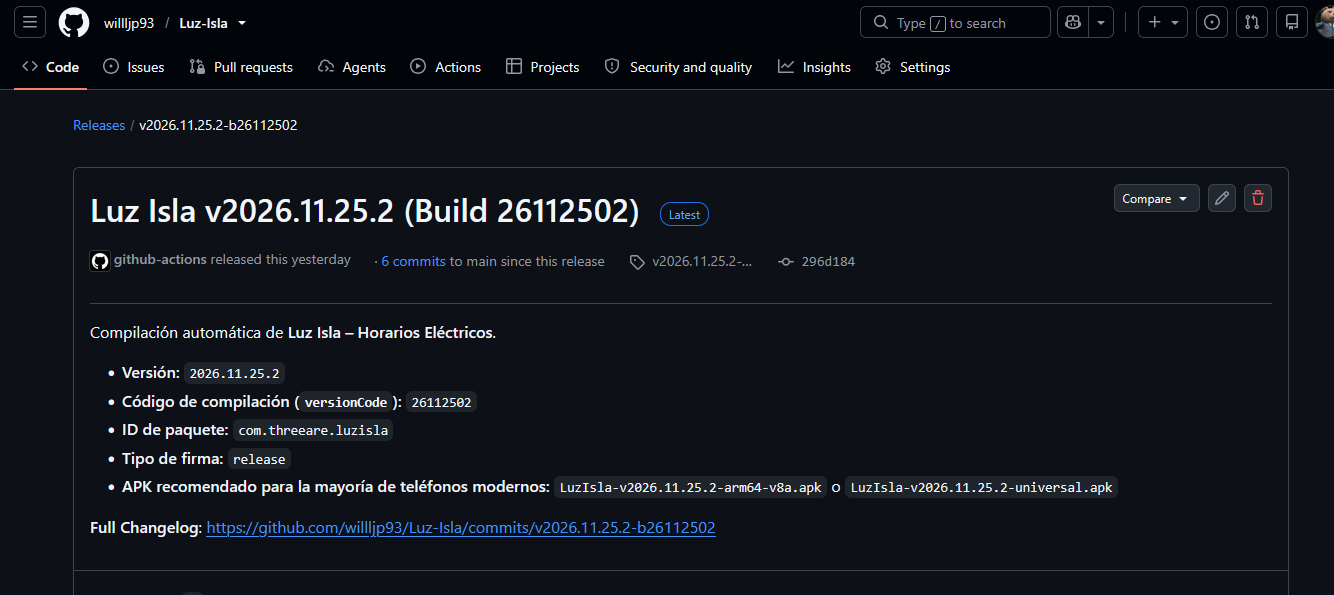 willljp93 / Luz-Isla
Type / to search
Code Issues Pull requests Agents Actions Projects Security and quality Insights Settings
Releases / v2026.11.25.2-b26112502
Luz Isla v2026.11.25.2 (Build 26112502) Latest
Compare
github-actions released this yesterday · 6 commits to main since this release v2026.11.25.2-... 296d184
Compilación automática de Luz Isla – Horarios Eléctricos.
• Versión: 2026.11.25.2
• Código de compilación (versionCode): 26112502
• ID de paquete: com.threeare.luzisla
• Tipo de firma: release
• APK recomendado para la mayoría de teléfonos modernos: LuzIsla-v2026.11.25.2-arm64-v8a.apk o LuzIsla-v2026.11.25.2-universal.apk
Full Changelog: https://github.com/willljp93/Luz-Isla/commits/v2026.11.25.2-b26112502